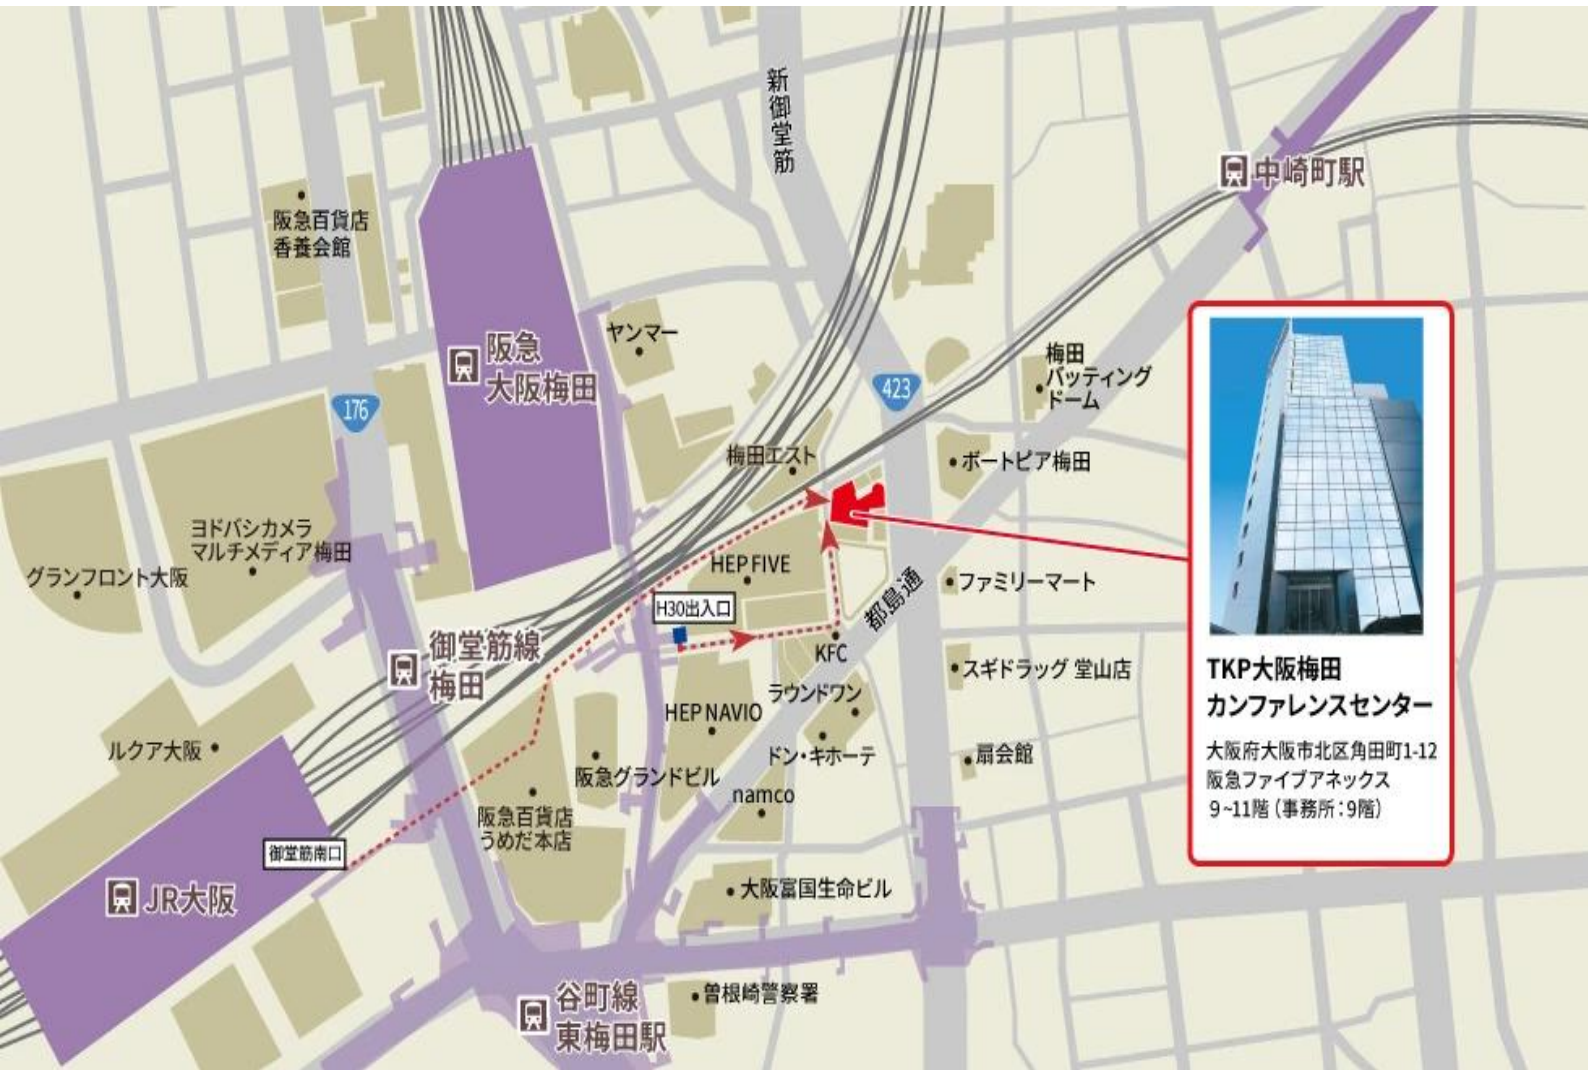 新御堂筋
中崎町駅
阪急百貨店
香養会館
ヤンマー
阪急
大阪梅田
梅田
バッティング
ドーム
423
176
梅田エスト
ボートピア梅田
ヨドバシカメラ
マルチメディア梅田
グランフロント大阪
HEP FIVE
ファミリーマート
H30出入口
都島通
御堂筋線
梅田
KFC
スギドラッグ 堂山店
ラウンドワン
HEP NAVIO
ルクア大阪
ドン・キホーテ
扇会館
阪急グランドビル
namco
阪急百貨店
うめだ本店
御堂筋南口
JR大阪
大阪富国生命ビル
谷町線
東梅田駅
曽根崎警察署
TKP大阪梅田
カンファレンスセンター
大阪府大阪市北区角田町1-12
阪急ファイブアネックス
9~11階(事務所:9階)